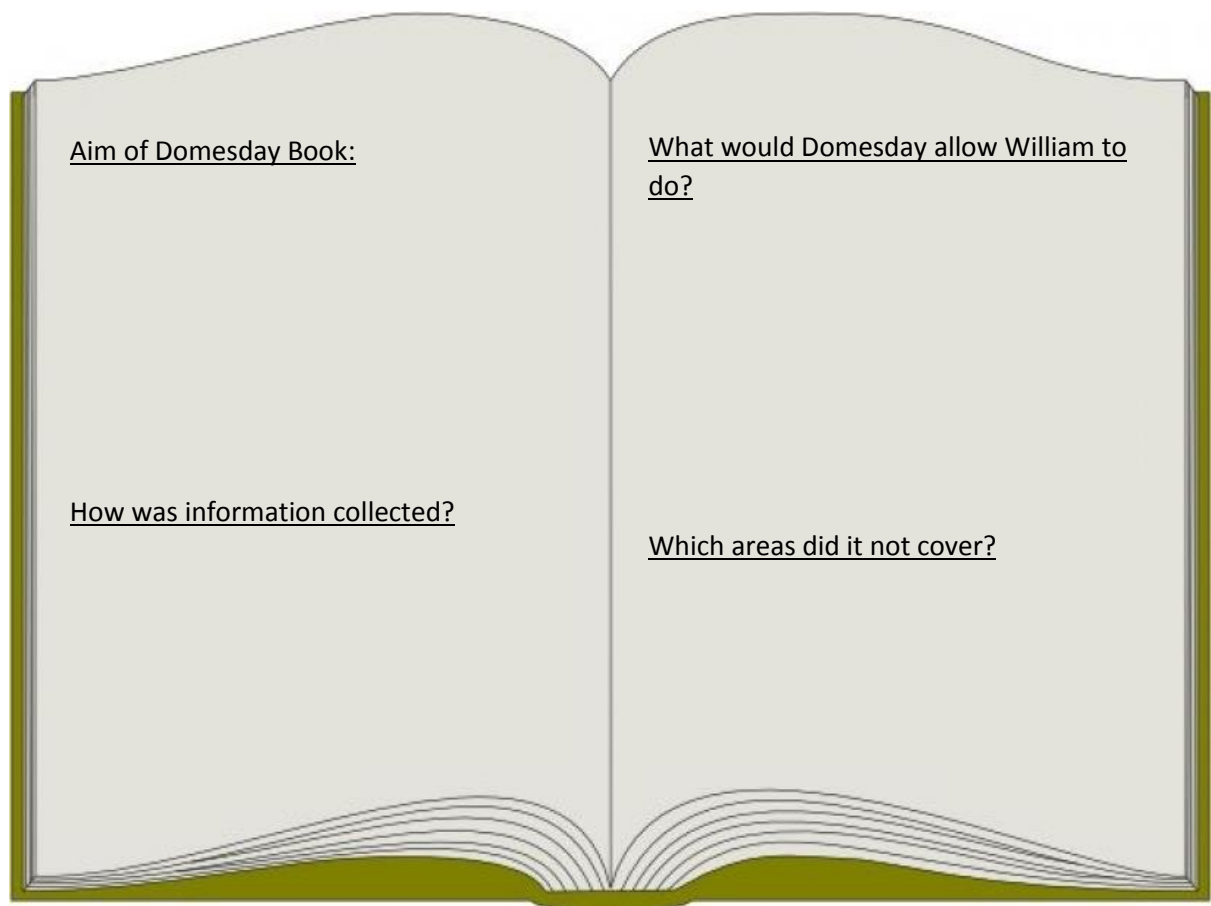 Aim of Domesday Book:
How was information collected?
What would Domesday allow William to
do?
Which areas did it not cover?